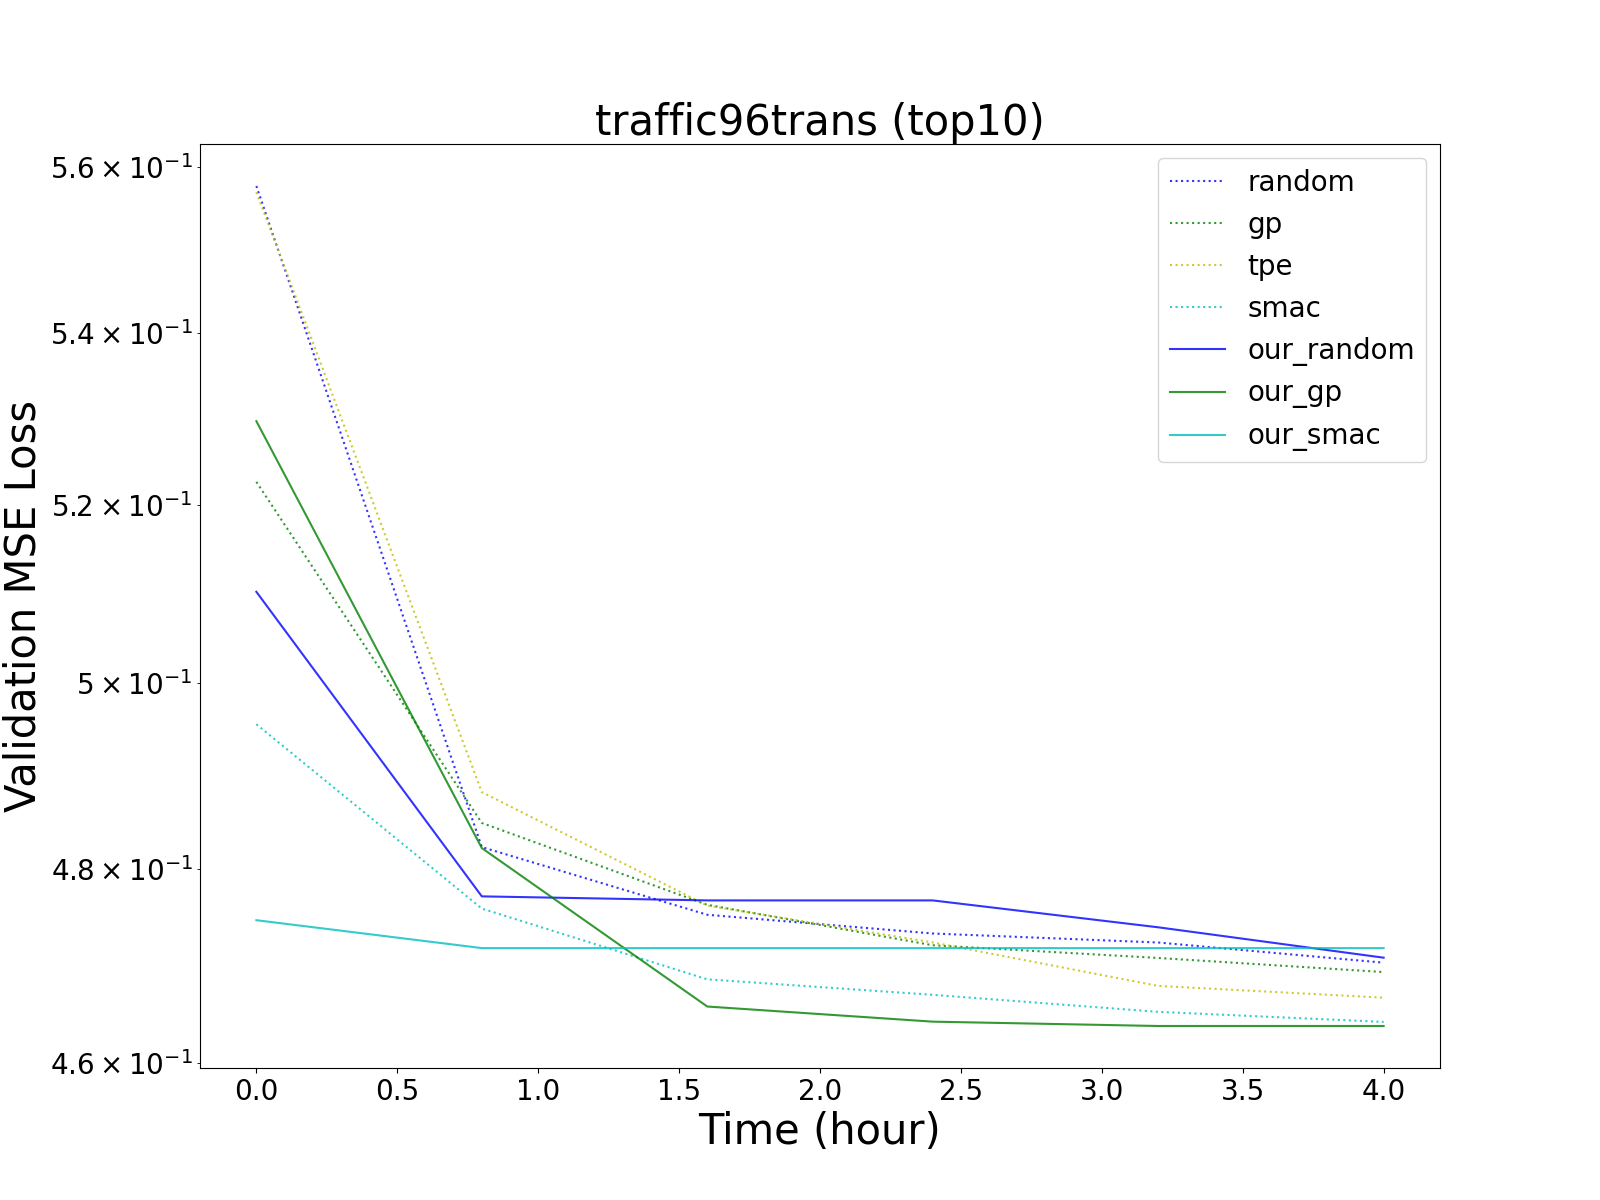 traffic96trans (top10)
5.6 × 10⁻¹
5.4 × 10⁻¹
5.2 × 10⁻¹
5 × 10⁻¹
4.8 × 10⁻¹
4.6 × 10⁻¹
Validation MSE Loss
random
gp
tpe
smac
our_random
our_gp
our_smac
0.0 0.5 1.0 1.5 2.0 2.5 3.0 3.5 4.0
Time (hour)